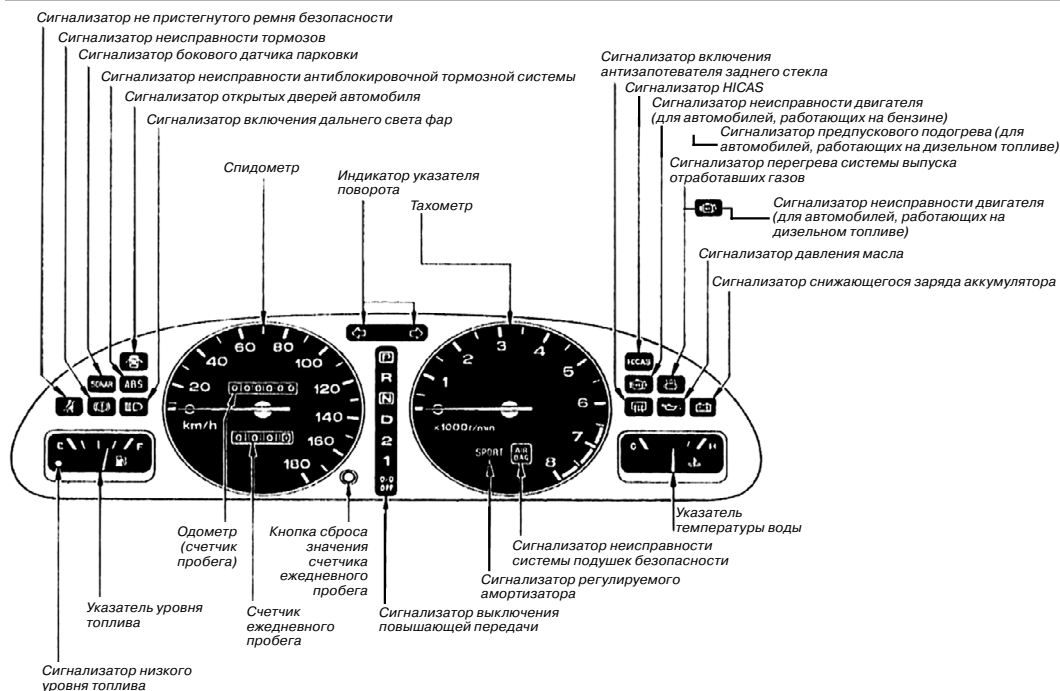 Сигнализатор не пристегнутого ремня безопасности
Сигнализатор неисправности тормозов
Сигнализатор бокового датчика парковки
Сигнализатор неисправности антиблокировочной тормозной системы
Сигнализатор открытых дверей автомобиля
Сигнализатор включения дальнего света фар
Спидометр
Индикатор указателя
поворота
Тахометр
Сигнализатор включения
антизапотевателя заднего стекла
Сигнализатор HICAS
Сигнализатор неисправности двигателя
(для автомобилей, работающих на бензине)
Сигнализатор предпускового подогрева (для
автомобилей, работающих на дизельном топливе)
Сигнализатор перегрева системы выпуска
отработавших газов
Сигнализатор неисправности двигателя
(для автомобилей, работающих на
дизельном топливе)
Сигнализатор давления масла
Сигнализатор снижающегося заряда аккумулятора
SONAR
ABS
C
F
0
20
40
60
80
100
120
140
160
180
km/h
000000
0000
P
R
N
D
2
1
O/D
OFF
0
1
2
3
4
5
6
7
8
x1000r/min
SPORT
AIR
BAG
HICAS
C
H
Одометр
(счетчик
пробега)
Кнопка сброса
значения
счетчика
ежедневного
пробега
Указатель
температуры воды
Сигнализатор неисправности
системы подушек безопасности
Сигнализатор регулируемого
амортизатора
Указатель уровня
топлива
Счетчик
ежедневного
пробега
Сигнализатор выключения
повышающей передачи
Сигнализатор низкого
уровня топлива